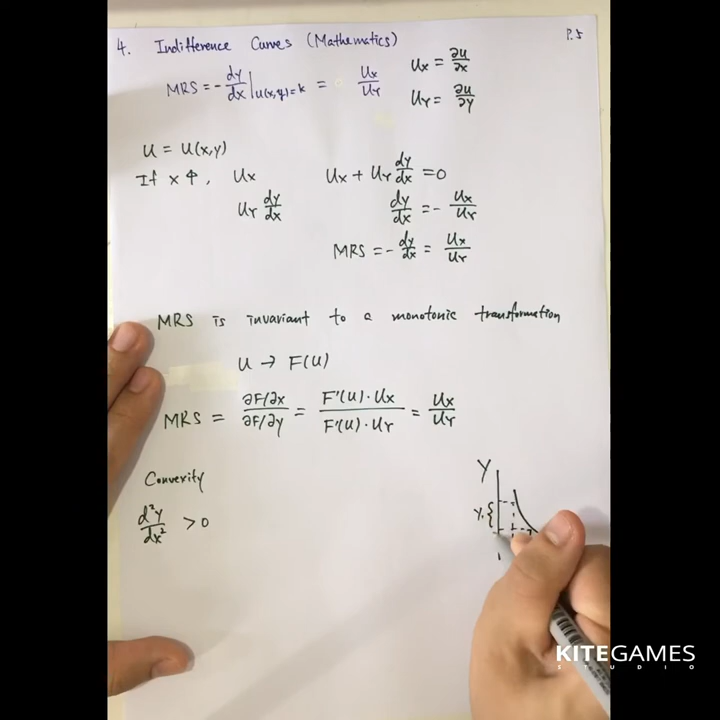 4. Indifference Curves (Mathematics) P.5
MRS = - dy/dx |u(x,y)=k = Ux/UY Ux = ∂u/∂x
UY = ∂u/∂y
U = U(x,y)
If x ↑, Ux Ux + UY dy/dx = 0
UY dy/dx dy/dx = - Ux/UY
MRS = - dy/dx = Ux/UY
MRS is invariant to a monotonic transformation
U → F(U)
MRS = ∂F/∂x / ∂F/∂y = F'(U)·Ux / F'(U)·UY = Ux/UY
Convexity
d²Y/dx² > 0
Y
Y.
KITEGAMES
STUDIO